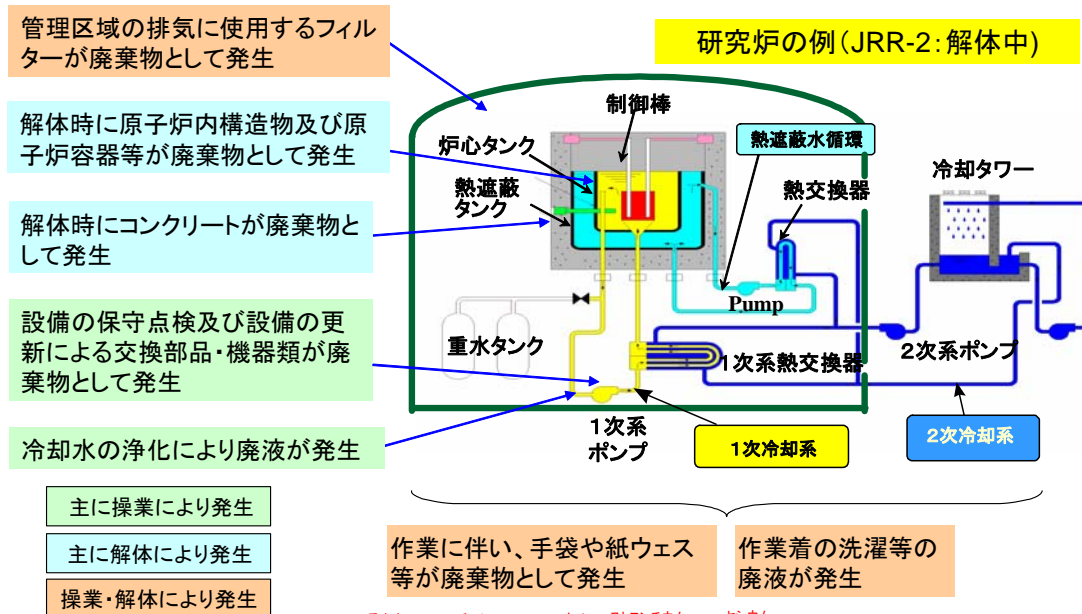 管理区域の排気に使用するフィル
ターが廃棄物として発生
研究炉の例(JRR-2:解体中)
解体時に原子炉内構造物及び原
子炉容器等が廃棄物として発生
解体時にコンクリートが廃棄物と
して発生
設備の保守点検及び設備の更
新による交換部品・機器類が廃
棄物として発生
冷却水の浄化により廃液が発生
制御棒
炉心タンク
熱遮蔽
タンク
熱遮蔽水循環
熱交換器
冷却タワー
Pump
重水タンク
1次系熱交換器
2次系ポンプ
1次系
ポンプ
1次冷却系
2次冷却系
主に操業により発生
主に解体により発生
操業・解体により発生
作業に伴い、手袋や紙ウェス
等が廃棄物として発生
作業着の洗濯等の
廃液が発生